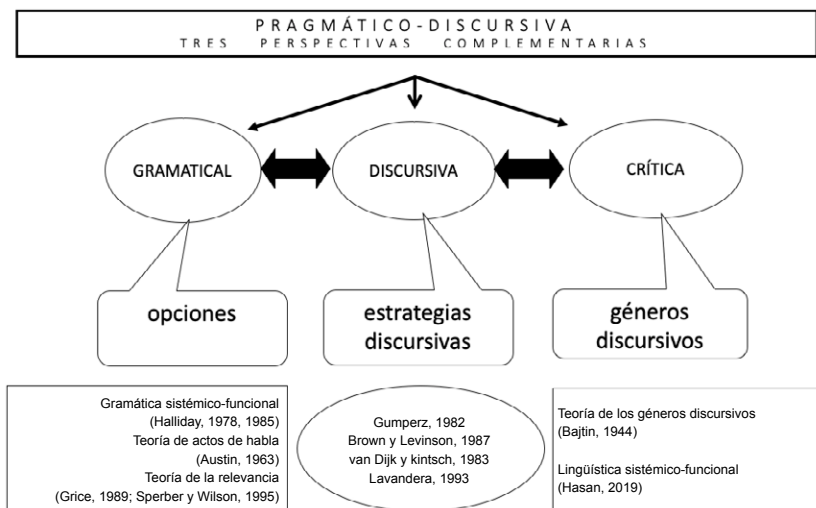 PRAGMÁTICO-DISCURSIVA
TRES PERSPECTIVAS COMPLEMENTARIAS
GRAMATICAL
DISCURSIVA
CRÍTICA
opciones
estrategias
discursivas
géneros
discursivos
Gramática sistémico-funcional
(Halliday, 1978, 1985)
Teoría de actos de habla
(Austin, 1963)
Teoría de la relevancia
(Grice, 1989; Sperber y Wilson, 1995)
Gumperz, 1982
Brown y Levinson, 1987
van Dijk y kintsch, 1983
Lavandera, 1993
Teoría de los géneros discursivos
(Bajtin, 1944)
Lingüística sistémico-funcional
(Hasan, 2019)